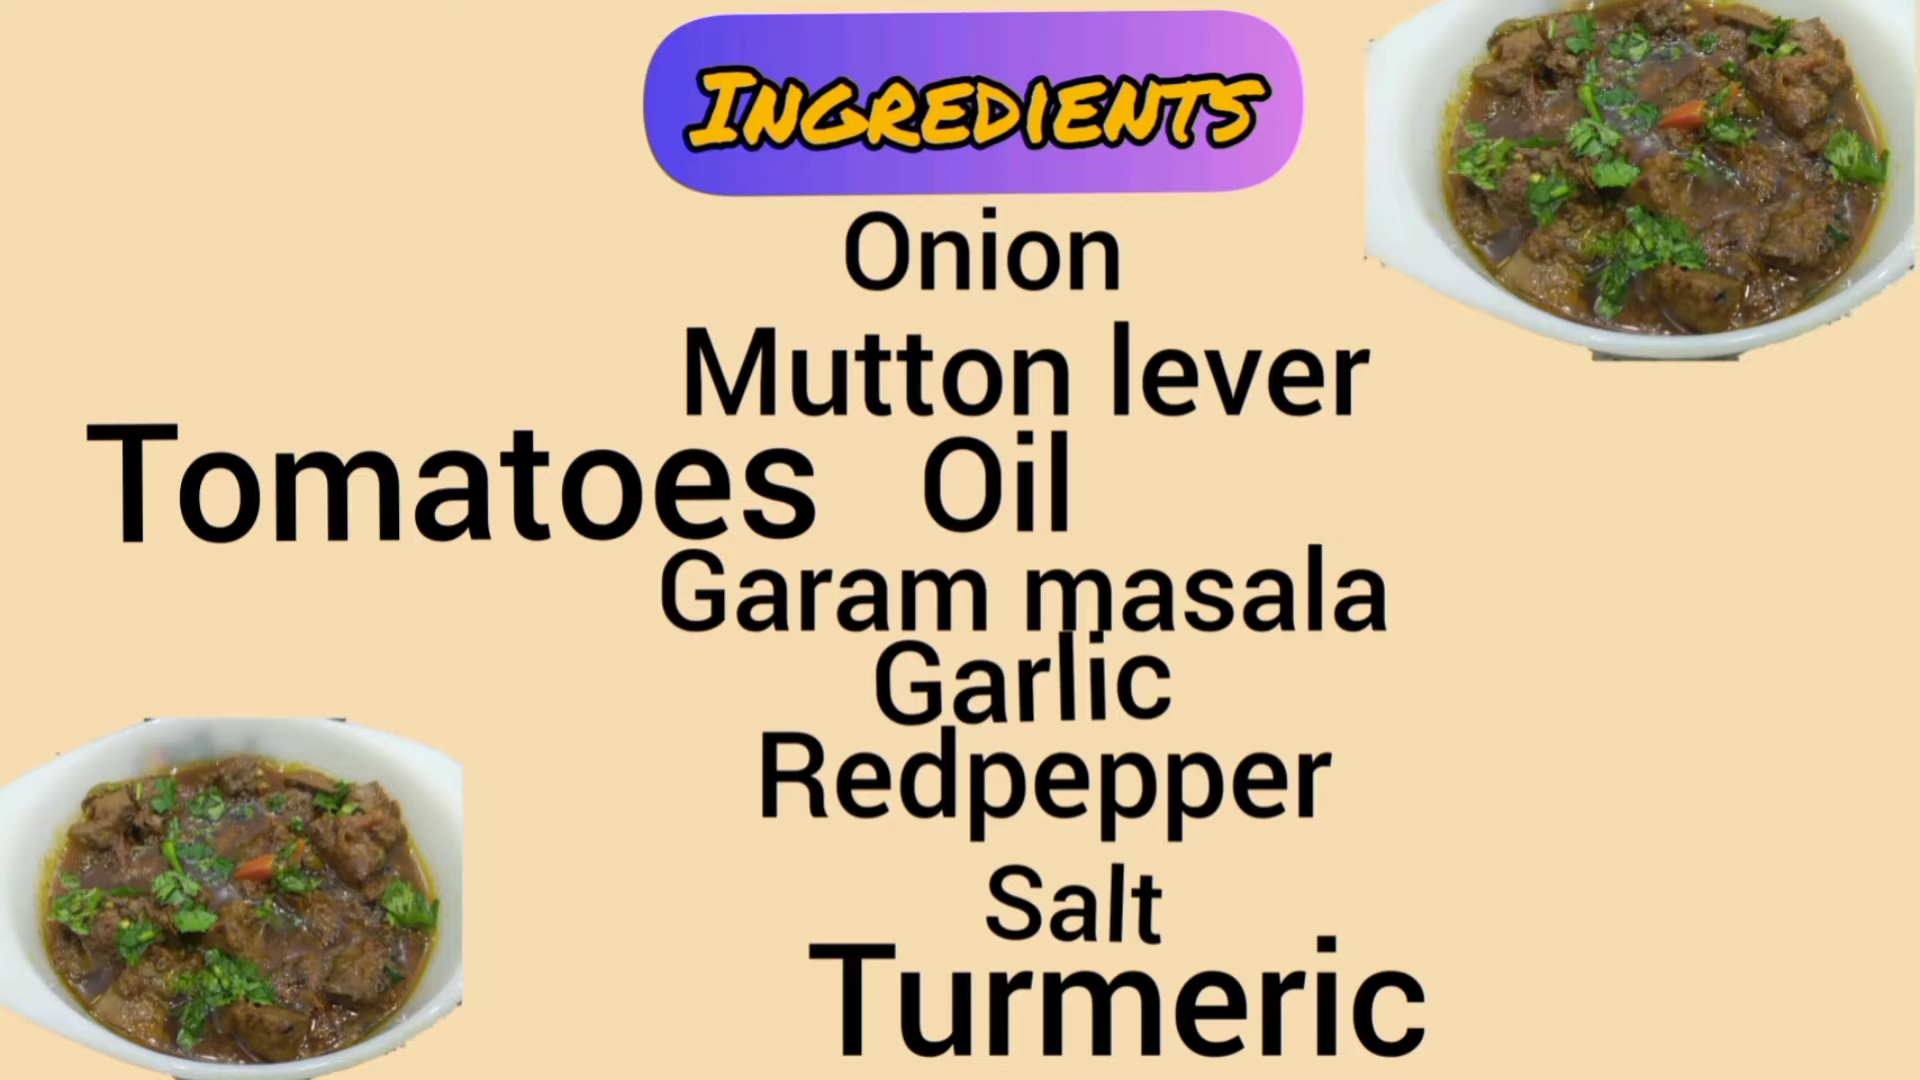 Ingredients
Onion
Mutton lever
Tomatoes Oil
Garam masala
Garlic
Redpepper
Salt
Turmeric